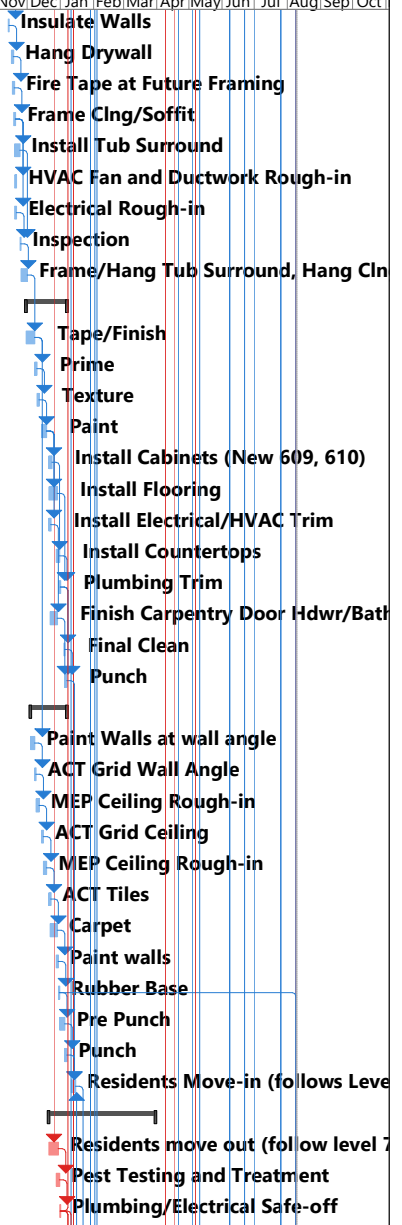 Nov Dec Jan Feb Mar Apr May Jun Jul Aug Sep Oct
Insulate Walls
Hang Drywall
Fire Tape at Future Framing
Frame Clng/Soffit
Install Tub Surround
HVAC Fan and Ductwork Rough-in
Electrical Rough-in
Inspection
Frame/Hang Tub Surround, Hang Cln
Tape/Finish
Prime
Texture
Paint
Install Cabinets (New 609, 610)
Install Flooring
Install Electrical/HVAC Trim
Install Countertops
Plumbing Trim
Finish Carpentry Door Hdwr/Bath
Final Clean
Punch
Paint Walls at wall angle
ACT Grid Wall Angle
MEP Ceiling Rough-in
ACT Grid Ceiling
MEP Ceiling Rough-in
ACT Tiles
Carpet
Paint walls
Rubber Base
Pre Punch
Punch
Residents Move-in (follows Leve
Residents move out (follow level 7
Pest Testing and Treatment
Plumbing/Electrical Safe-off